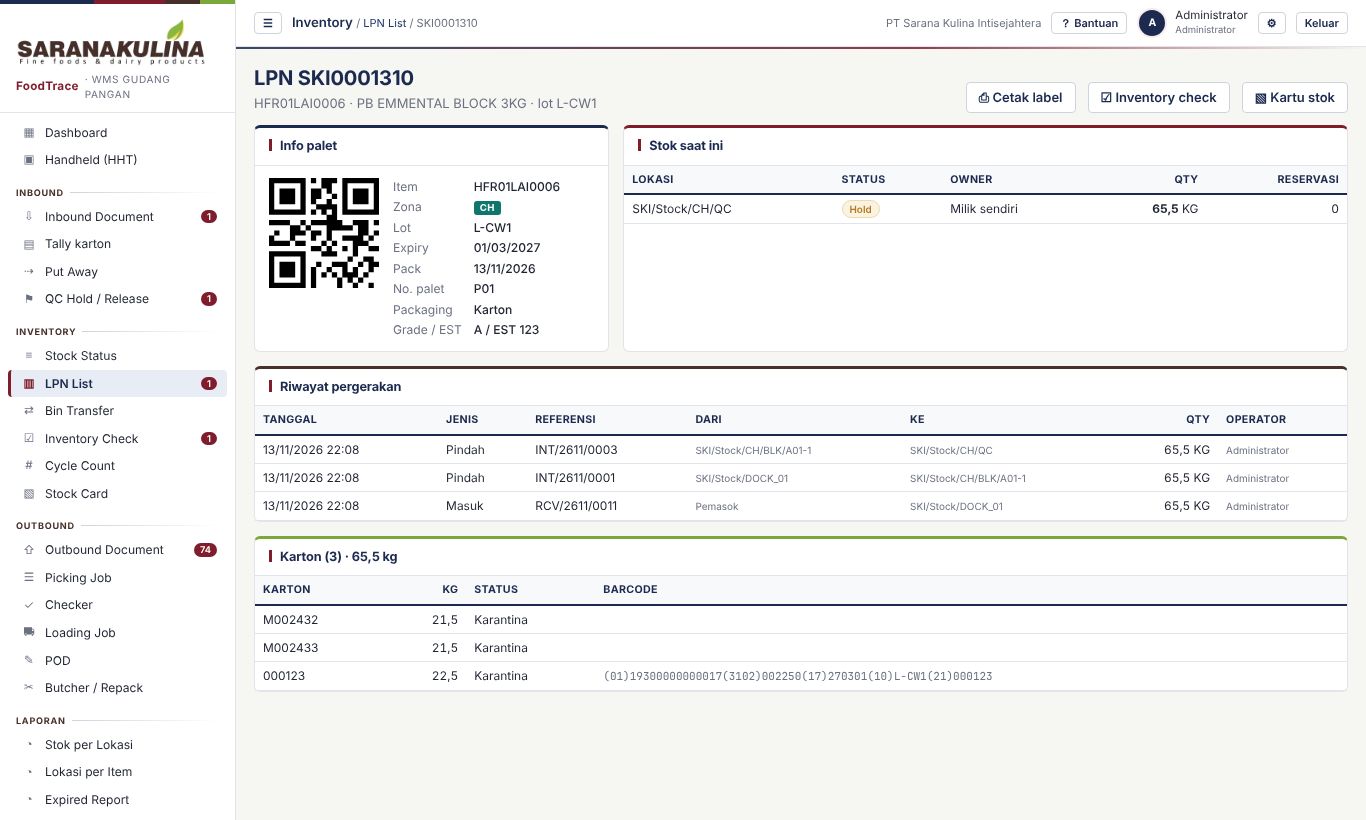 SARANAKULINA
Fine foods & dairy products
FoodTrace · WMS GUDANG PANGAN
Dashboard
Handheld (HHT)
INBOUND
Inbound Document 1
Tally karton
Put Away
QC Hold / Release 1
INVENTORY
Stock Status
LPN List 1
Bin Transfer
Inventory Check 1
Cycle Count
Stock Card
OUTBOUND
Outbound Document 74
Picking Job
Checker
Loading Job
POD
Butcher / Repack
LAPORAN
Stok per Lokasi
Lokasi per Item
Expired Report
Inventory / LPN List / SKI0001310
PT Sarana Kulina Intisejahtera
? Bantuan
A
Administrator
Administrator
Keluar
LPN SKI0001310
HFR01LAI0006 · PB EMMENTAL BLOCK 3KG · lot L-CW1
Cetak label
Inventory check
Kartu stok
Info palet
Item HFR01LAI0006
Zona CH
Lot L-CW1
Expiry 01/03/2027
Pack 13/11/2026
No. palet P01
Packaging Karton
Grade / EST A / EST 123
Stok saat ini
LOKASI STATUS OWNER QTY RESERVASI
SKI/Stock/CH/QC Hold Milik sendiri 65,5 KG 0
Riwayat pergerakan
TANGGAL JENIS REFERENSI DARI KE QTY OPERATOR
13/11/2026 22:08 Pindah INT/2611/0003 SKI/Stock/CH/BLK/A01-1 SKI/Stock/CH/QC 65,5 KG Administrator
13/11/2026 22:08 Pindah INT/2611/0001 SKI/Stock/DOCK_01 SKI/Stock/CH/BLK/A01-1 65,5 KG Administrator
13/11/2026 22:08 Masuk RCV/2611/0011 Pemasok SKI/Stock/DOCK_01 65,5 KG Administrator
Karton (3) · 65,5 kg
KARTON KG STATUS BARCODE
M002432 21,5 Karantina
M002433 21,5 Karantina
000123 22,5 Karantina (01)19300000000017(3102)002250(17)270301(10)L-CW1(21)000123